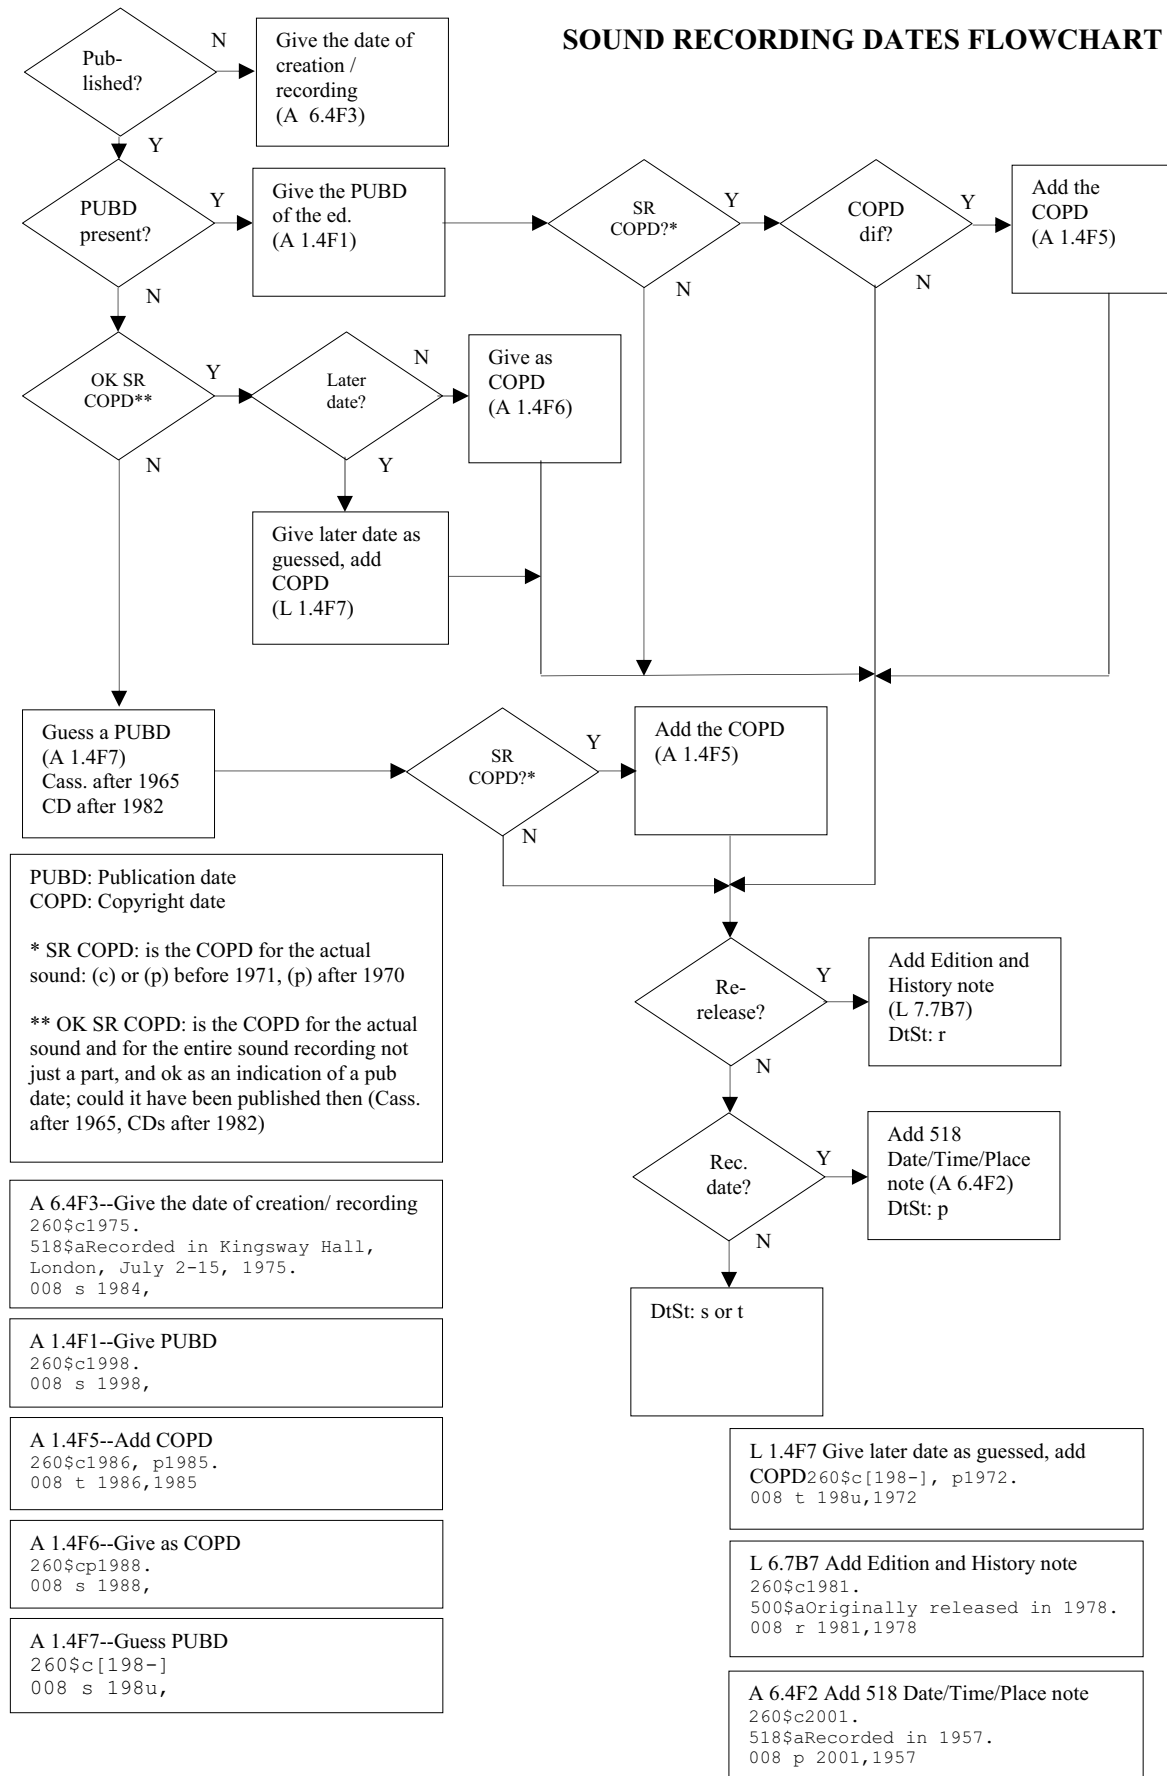 SOUND RECORDING DATES FLOWCHART
Pub-
lished?
N
Give the date of
creation /
recording
(A  6.4F3)
Y
PUBD
present?
Y
Give the PUBD
of the ed.
(A 1.4F1)
SR
COPD?*
Y
COPD
dif?
Y
Add the
COPD
(A 1.4F5)
N
N
N
OK SR
COPD**
Y
Later
date?
N
Give as
COPD
(A 1.4F6)
N
Y
Give later date as
guessed, add
COPD
(L 1.4F7)
Guess a PUBD
(A 1.4F7)
Cass. after 1965
CD after 1982
SR
COPD?*
Y
Add the COPD
(A 1.4F5)
N
PUBD: Publication date
COPD: Copyright date
* SR COPD: is the COPD for the actual
sound: (c) or (p) before 1971, (p) after 1970
** OK SR COPD: is the COPD for the actual
sound and for the entire sound recording not
just a part, and ok as an indication of a pub
date; could it have been published then (Cass.
after 1965, CDs after 1982)
Re-
release?
Y
Add Edition and
History note
(L 7.7B7)
DtSt: r
N
Rec.
date?
Y
Add 518
Date/Time/Place
note (A 6.4F2)
DtSt: p
N
DtSt: s or t
A 6.4F3--Give the date of creation/ recording
260$c1975.
518$aRecorded in Kingsway Hall,
London, July 2-15, 1975.
008 s 1984,
A 1.4F1--Give PUBD
260$c1998.
008 s 1998,
A 1.4F5--Add COPD
260$c1986, p1985.
008 t 1986,1985
A 1.4F6--Give as COPD
260$cp1988.
008 s 1988,
A 1.4F7--Guess PUBD
260$c[198-]
008 s 198u,
L 1.4F7 Give later date as guessed, add
COPD260$c[198-], p1972.
008 t 198u,1972
L 6.7B7 Add Edition and History note
260$c1981.
500$aOriginally released in 1978.
008 r 1981,1978
A 6.4F2 Add 518 Date/Time/Place note
260$c2001.
518$aRecorded in 1957.
008 p 2001,1957